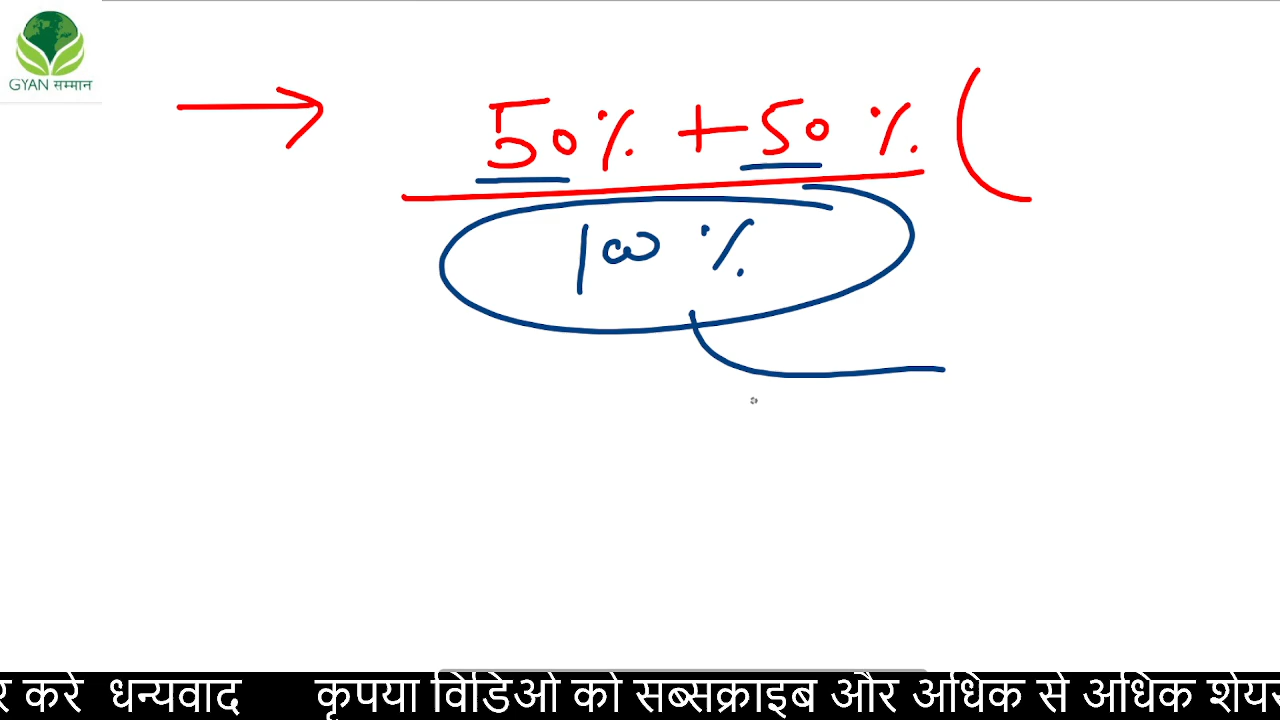 GYAN सम्मान
50% + 50% (
100%
र करें धन्यवाद कृपया विडिओ को सब्सक्राइब और अधिक से अधिक शेयर